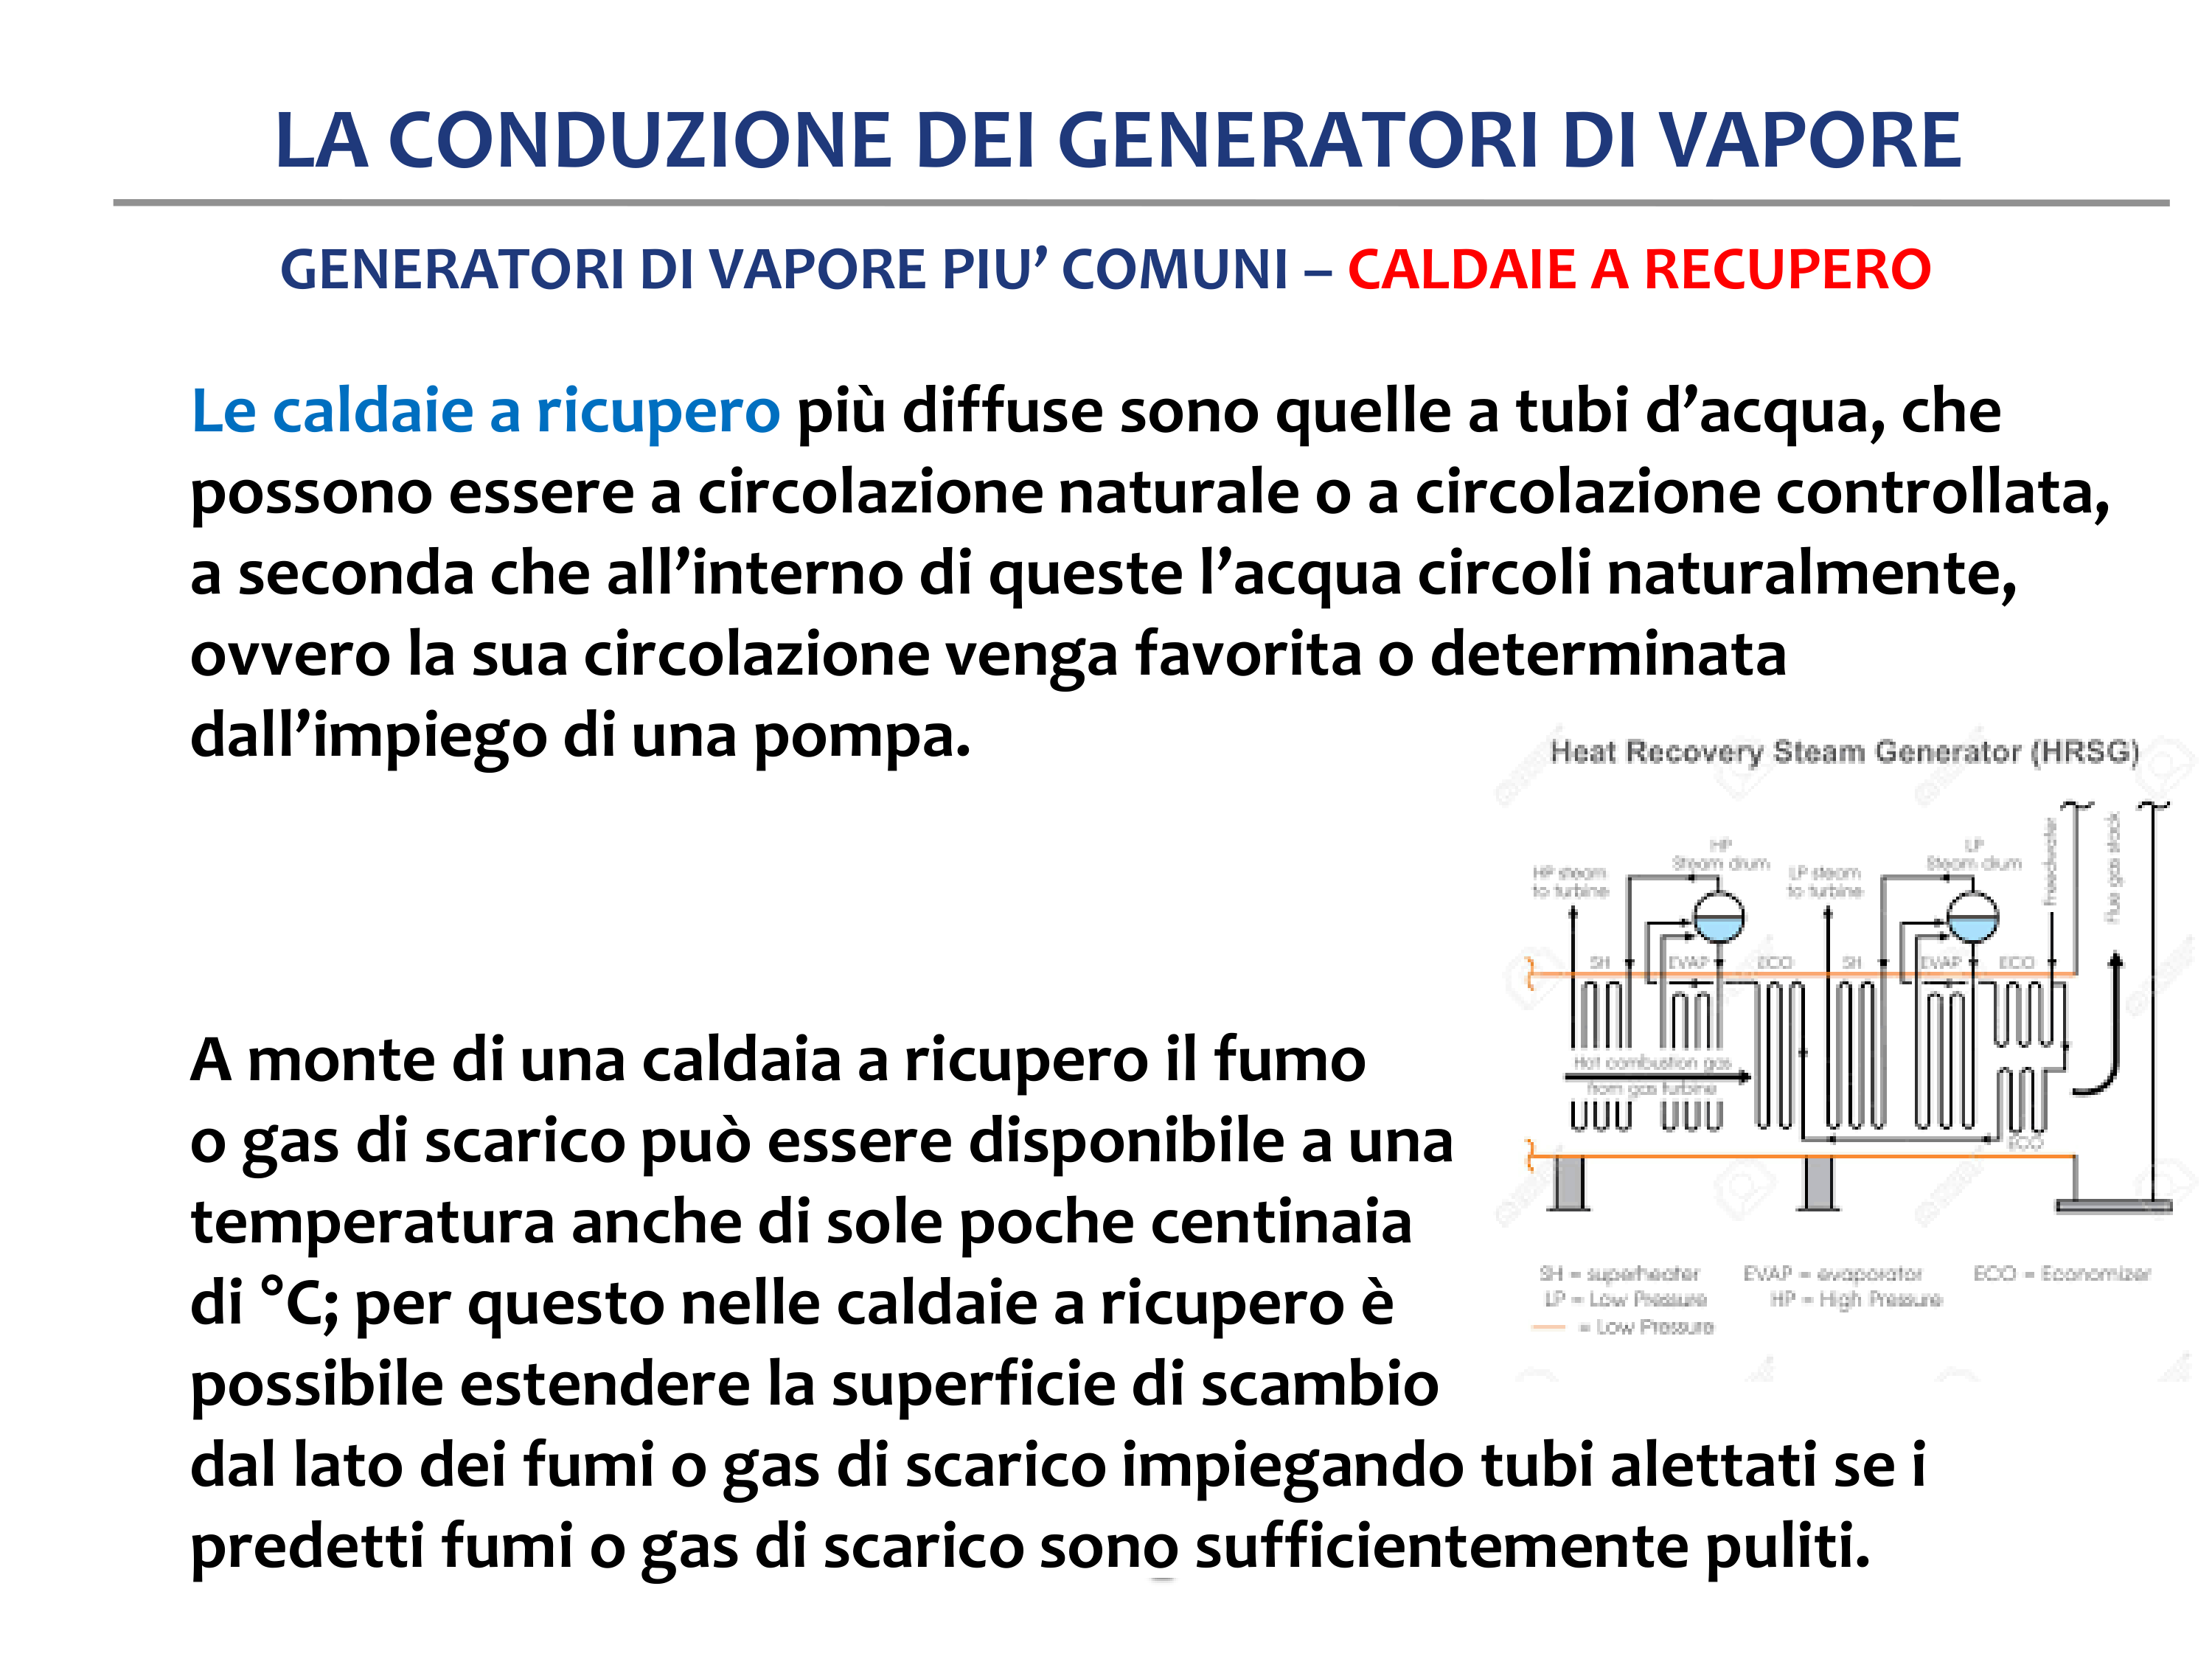 LA CONDUZIONE DEI GENERATORI DI VAPORE
GENERATORI DI VAPORE PIU’ COMUNI – CALDAIE A RECUPERO
Le caldaie a ricupero più diffuse sono quelle a tubi d’acqua, che
possono essere a circolazione naturale o a circolazione controllata,
a seconda che all’interno di queste l’acqua circoli naturalmente,
ovvero la sua circolazione venga favorita o determinata
dall’impiego di una pompa.
Heat Recovery Steam Generator (HRSG)
HP
Steam drum
HP steam
to turbine
LP
Steam drum
LP steam
to turbine
Freedwater
Flue gas stack
SH
EVAP
ECO
SH
EVAP
ECO
Hot combustion gas
from gas turbine
ECO
SH = superheater
EVAP = evaporator
ECO = Economizer
LP = Low Pressure
HP = High Pressure
= Low Pressure
A monte di una caldaia a ricupero il fumo
o gas di scarico può essere disponibile a una
temperatura anche di sole poche centinaia
di °C; per questo nelle caldaie a ricupero è
possibile estendere la superficie di scambio
dal lato dei fumi o gas di scarico impiegando tubi alettati se i
predetti fumi o gas di scarico sono sufficientemente puliti.